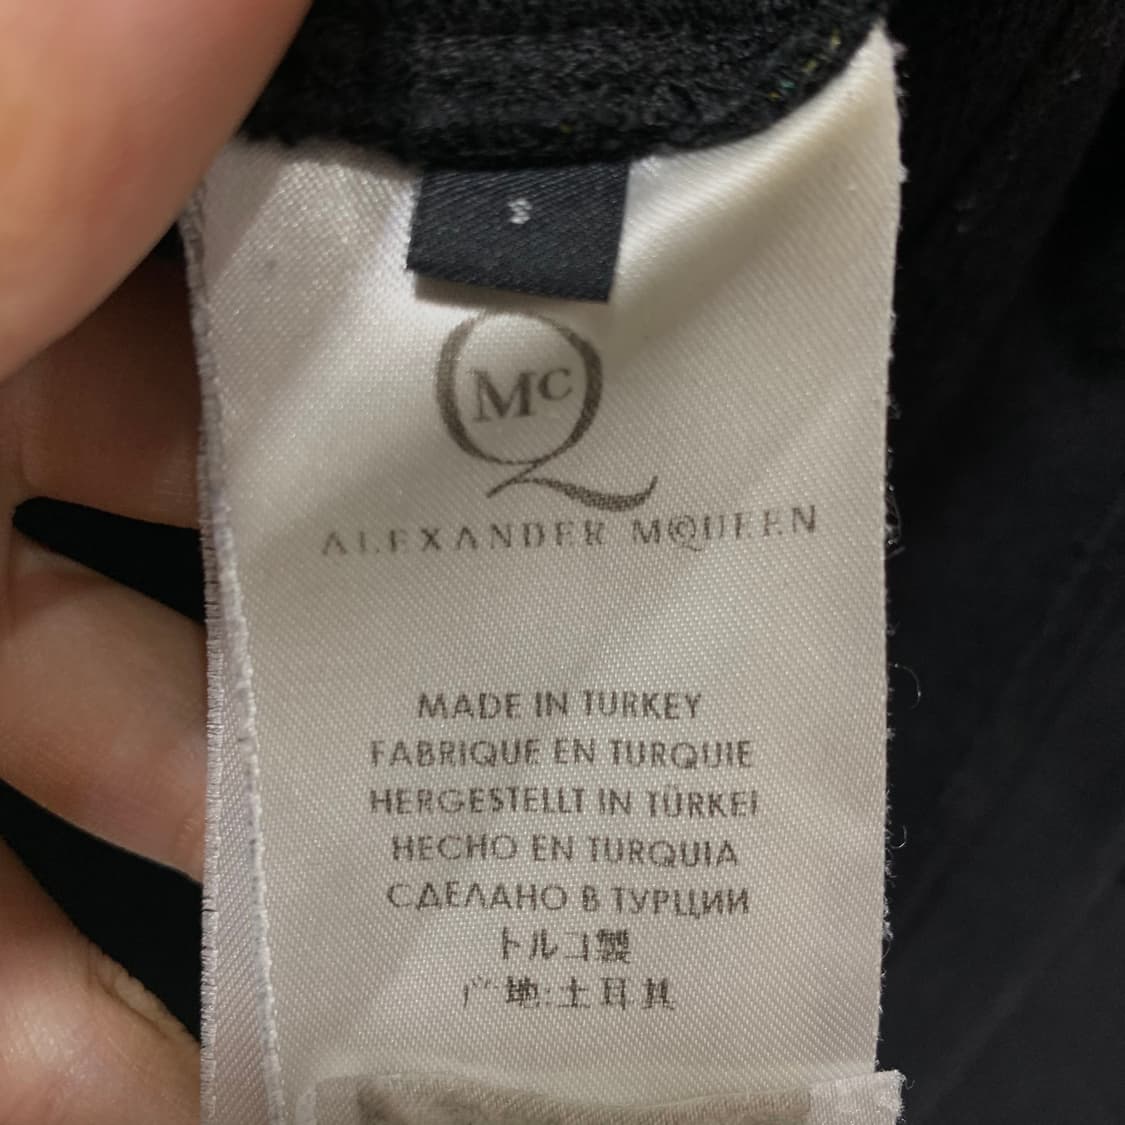 S
McQ
ALEXANDER MCQUEEN
MADE IN TURKEY
FABRIQUE EN TURQUIE
HERGESTELLT IN TÜRKEI
HECHO EN TURQUIA
СДЕЛАНО В ТУРЦИИ
トルコ製
产地:土耳其